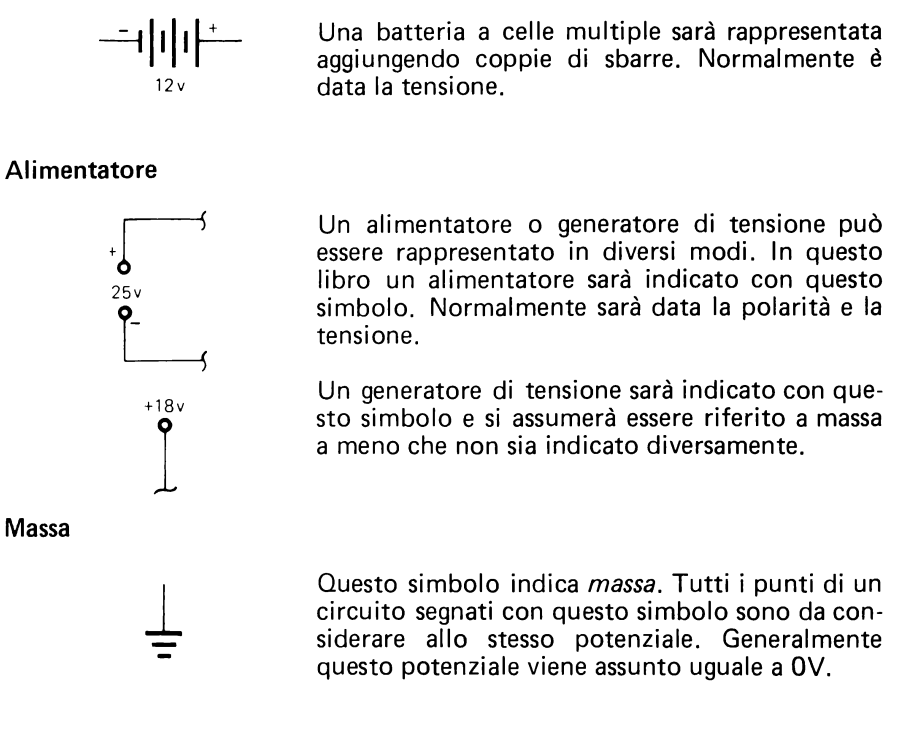 - +
12v
Una batteria a celle multiple sarà rappresentata
aggiungendo coppie di sbarre. Normalmente è
data la tensione.
Alimentatore
+
25v
-
Un alimentatore o generatore di tensione può
essere rappresentato in diversi modi. In questo
libro un alimentatore sarà indicato con questo
simbolo. Normalmente sarà data la polarità e la
tensione.
+18v
Un generatore di tensione sarà indicato con que-
sto simbolo e si assumerà essere riferito a massa
a meno che non sia indicato diversamente.
Massa
Questo simbolo indica massa. Tutti i punti di un
circuito segnati con questo simbolo sono da con-
siderare allo stesso potenziale. Generalmente
questo potenziale viene assunto uguale a 0V.